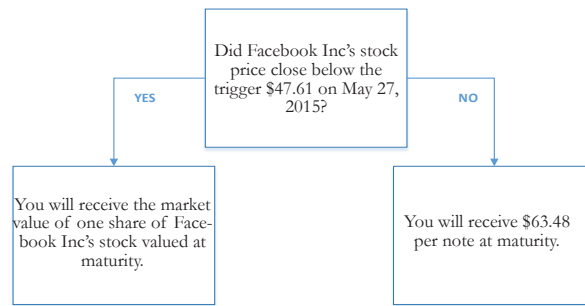 Did Facebook Inc's stock
price close below the
trigger $47.61 on May 27,
2015?
YES
NO
You will receive the market
value of one share of Face-
book Inc's stock valued at
maturity.
You will receive $63.48
per note at maturity.